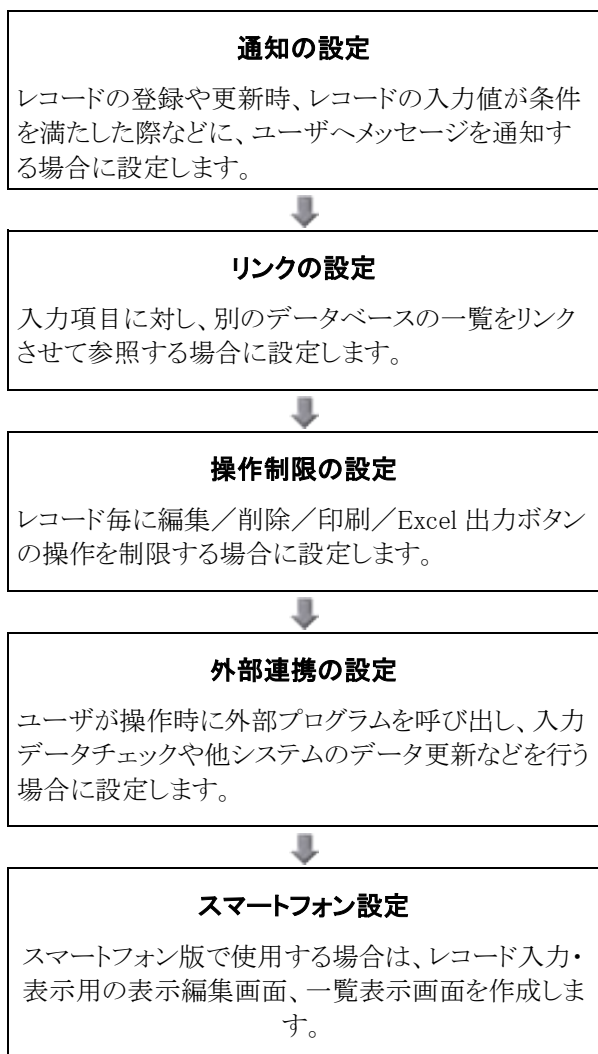 通知の設定
レコードの登録や更新時、レコードの入力値が条件
を満たした際などに、ユーザへメッセージを通知す
る場合に設定します。
リンクの設定
入力項目に対し、別のデータベースの一覧をリンク
させて参照する場合に設定します。
操作制限の設定
レコード毎に編集／削除／印刷／Excel 出力ボタン
の操作を制限する場合に設定します。
外部連携の設定
ユーザが操作時に外部プログラムを呼び出し、入力
データチェックや他システムのデータ更新などを行う
場合に設定します。
スマートフォン設定
スマートフォン版で使用する場合は、レコード入力・
表示用の表示編集画面、一覧表示画面を作成しま
す。